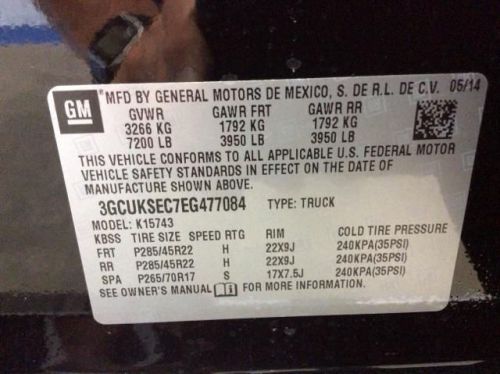 GM
*MFD BY GENERAL MOTORS DE MEXICO, S. DE R.L. DE C.V. 05/14
GVWR GAWR FRT GAWR RR
3266 KG 1792 KG 1792 KG
7200 LB 3950 LB 3950 LB
THIS VEHICLE CONFORMS TO ALL APPLICABLE U.S. FEDERAL MOTOR
VEHICLE SAFETY STANDARDS IN EFFECT ON THE DATE OF
MANUFACTURE SHOWN ABOVE.
3GCUKSEC7EG477084 TYPE: TRUCK
MODEL: K15743
KBSS TIRE SIZE SPEED RTG RIM COLD TIRE PRESSURE
FRT P285/45R22 H 22X9J 240KPA(35PSI)
RR P285/45R22 H 22X9J 240KPA(35PSI)
SPA P265/70R17 S 17X7.5J 240KPA(35PSI)
SEE OWNER'S MANUAL FOR MORE INFORMATION.